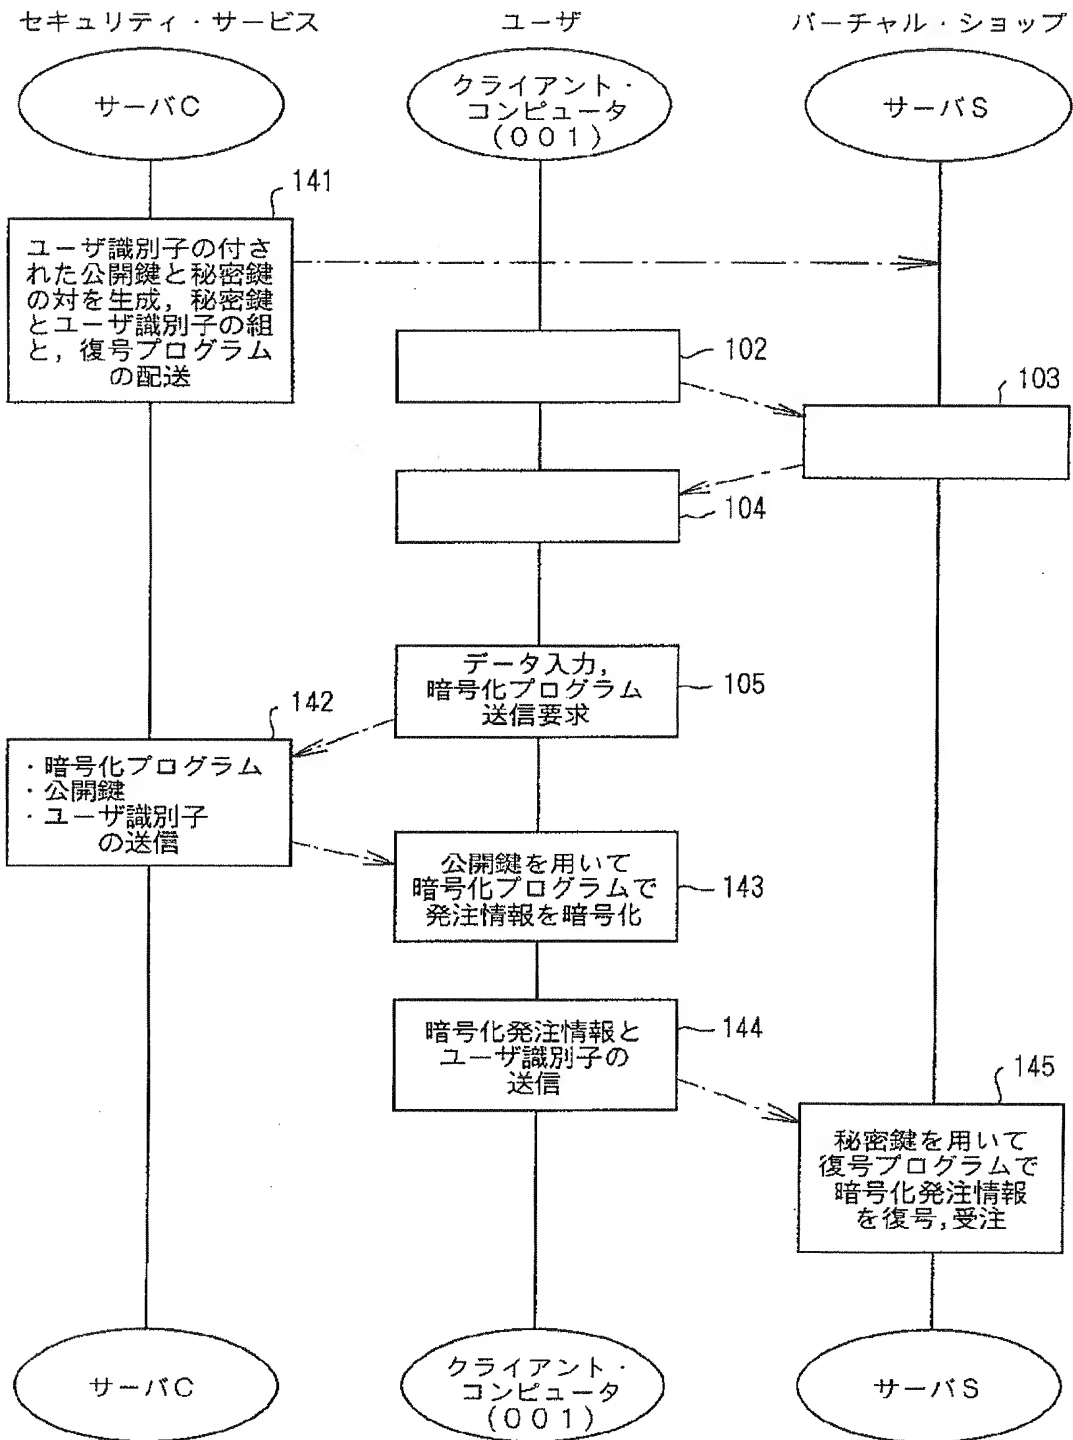 セキュリティ・サービス
ユーザ
バーチャル・ショップ
サーバC
クライアント・
コンピュータ
(００１)
サーバS
141
ユーザ識別子の付さ
れた公開鍵と秘密鍵
の対を生成，秘密鍵
とユーザ識別子の組
と，復号プログラム
の配送
102
103
104
データ入力，
暗号化プログラム
送信要求
105
142
・暗号化プログラム
・公開鍵
・ユーザ識別子
の送信
公開鍵を用いて
暗号化プログラムで
発注情報を暗号化
143
暗号化発注情報と
ユーザ識別子の
送信
144
145
秘密鍵を用いて
復号プログラムで
暗号化発注情報
を復号,受注
サーバC
クライアント・
コンピュータ
(００１)
サーバS